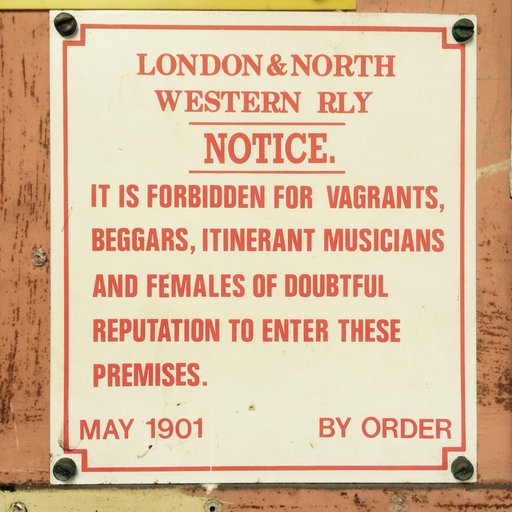 LONDON & NORTH
WESTERN RLY
NOTICE.
IT IS FORBIDDEN FOR VAGRANTS,
BEGGARS, ITINERANT MUSICIANS
AND FEMALES OF DOUBTFUL
REPUTATION TO ENTER THESE
PREMISES.
MAY 1901 BY ORDER